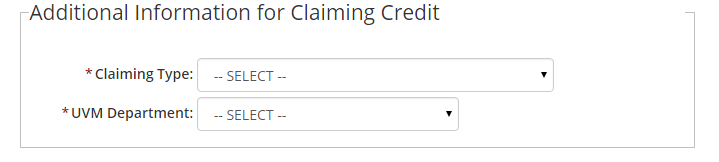 Additional Information for Claiming Credit
* Claiming Type: -- SELECT --
* UVM Department: -- SELECT --